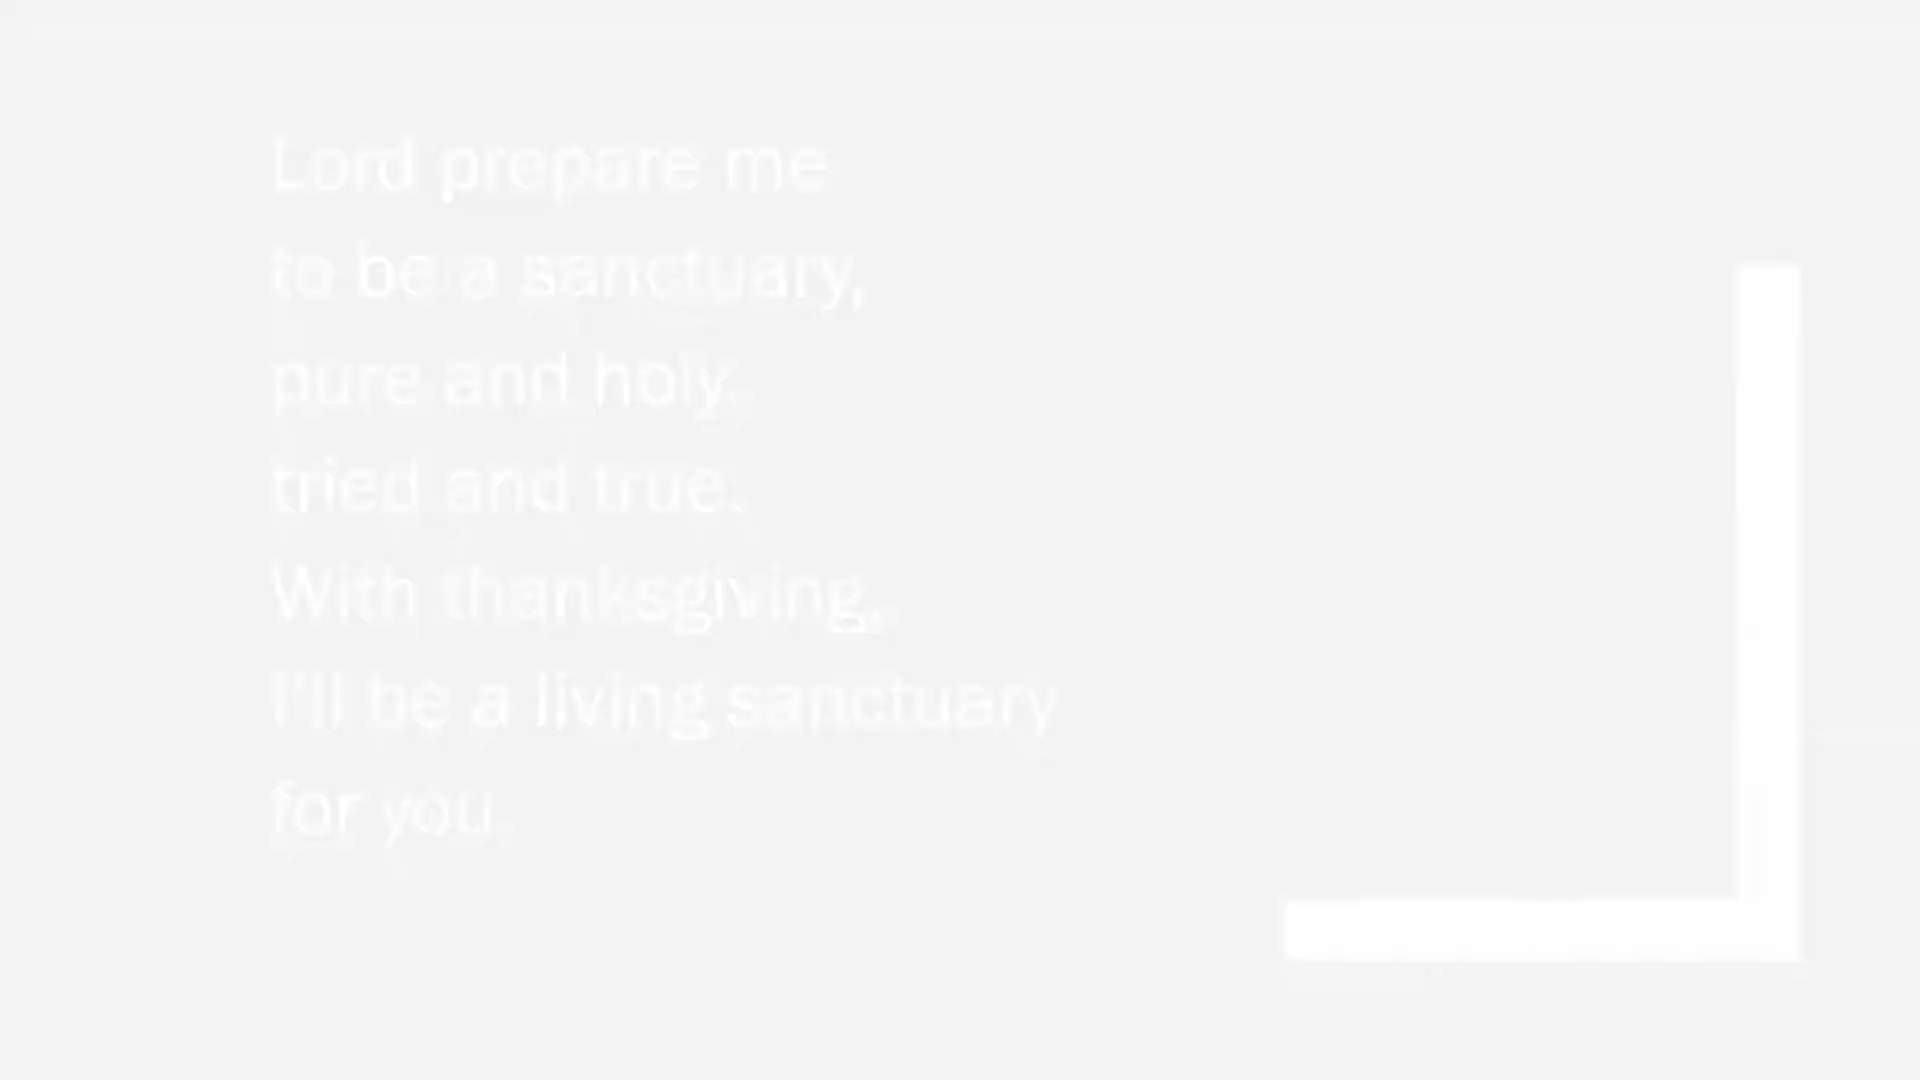 Lord prepare me
to be a sanctuary,
pure and holy,
tried and true.
With thanksgiving,
I'll be a living sanctuary
for you.